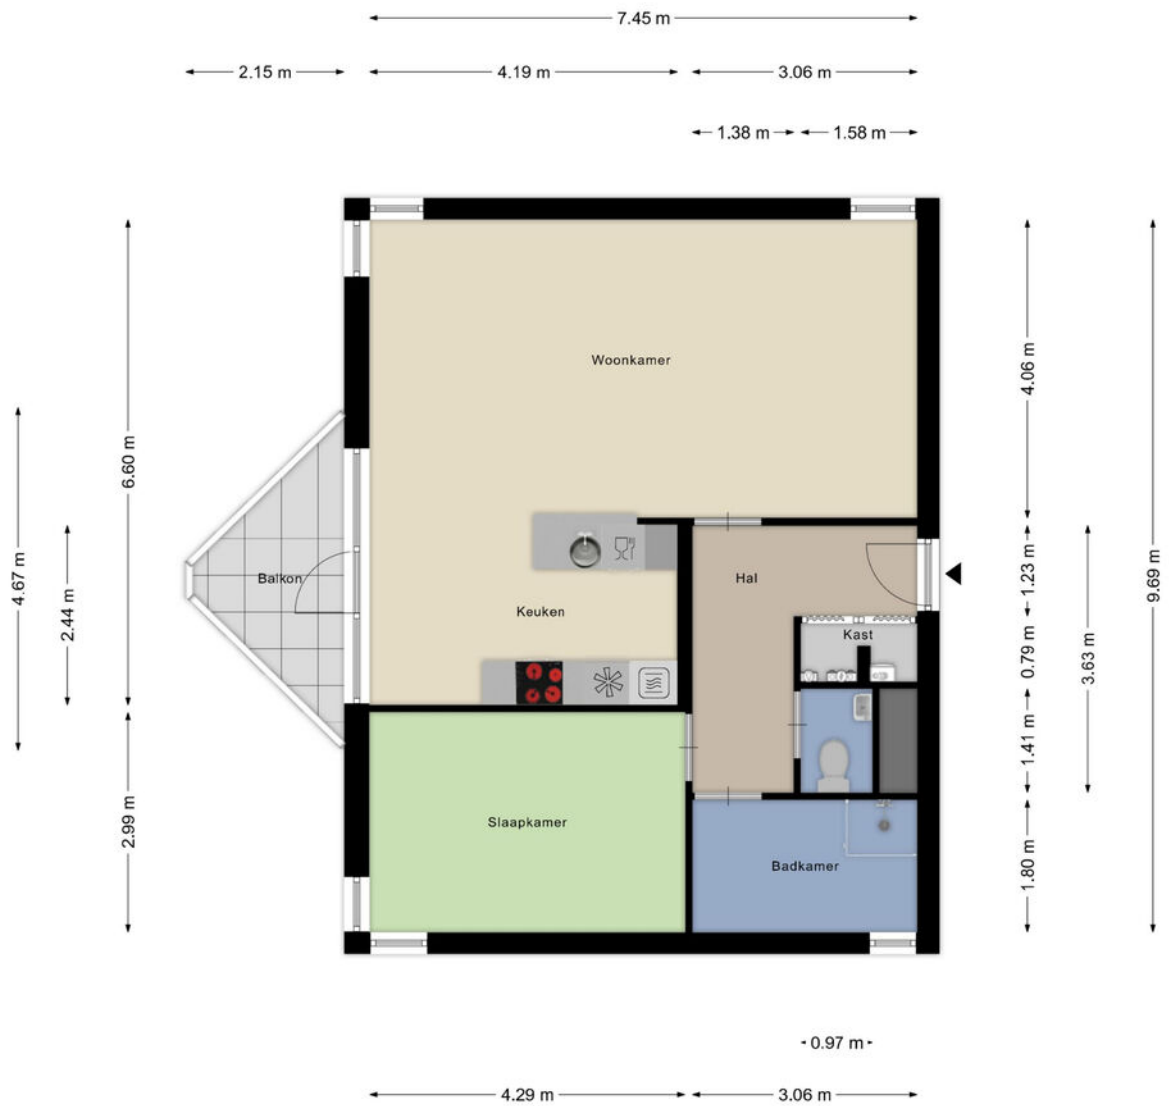 7.45 m
2.15 m
4.19 m
3.06 m
1.38 m
1.58 m
Woonkamer
4.06 m
6.60 m
9.69 m
4.67 m
2.44 m
Balkon
Hal
1.23 m
Keuken
Kast
0.79 m
3.63 m
1.41 m
2.99 m
Slaapkamer
Badkamer
1.80 m
0.97 m
4.29 m
3.06 m